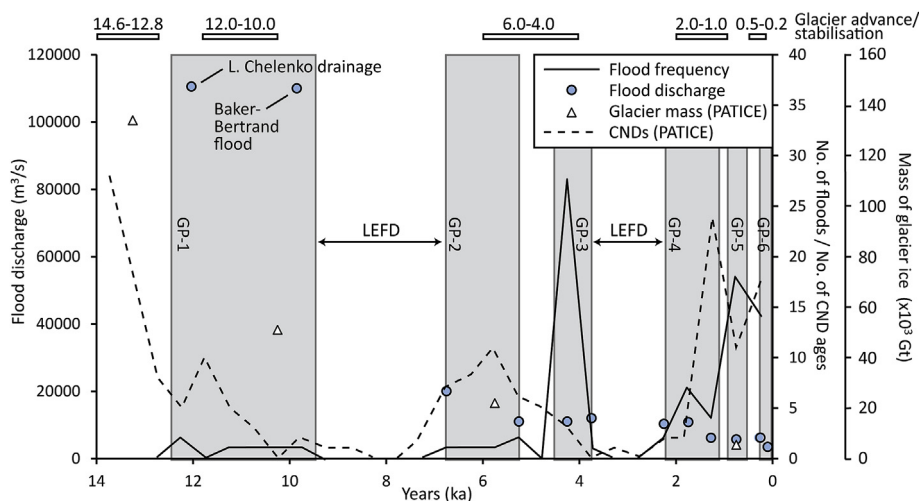 14.6-12.8
12.0-10.0
6.0-4.0
2.0-1.0
0.5-0.2
Glacier advance/
stabilisation
120000
100000
80000
60000
40000
20000
0
Flood discharge (m³/s)
L. Chelenko drainage
Baker-
Bertrand
flood
Flood frequency
Flood discharge
Glacier mass (PATICE)
CNDs (PATICE)
GP-1
LEFD
GP-2
GP-3
LEFD
GP-4
GP-5
GP-6
40
35
30
25
20
15
10
5
0
No. of floods / No. of CND ages
160
140
120
100
80
60
40
20
0
Mass of glacier ice (x10³ Gt)
14
12
10
8
6
4
2
0
Years (ka)